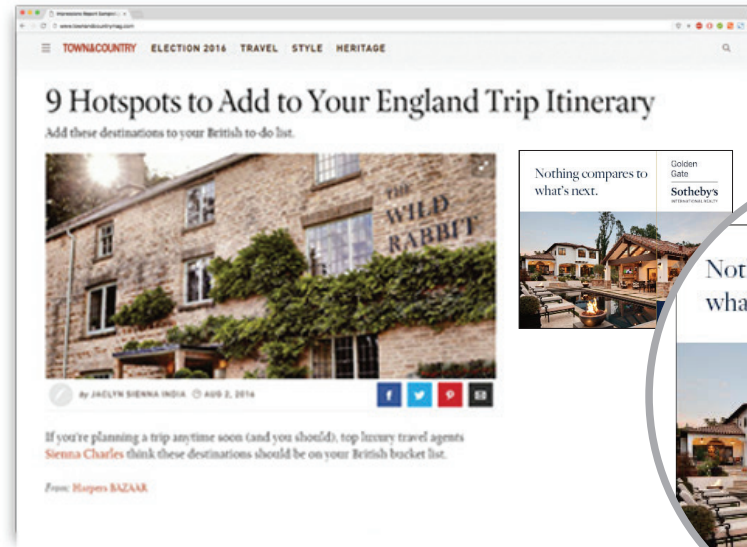 www.townandcountrymag.com
TOWN&COUNTRY ELECTION 2016 TRAVEL STYLE HERITAGE
9 Hotspots to Add to Your England Trip Itinerary
Add these destinations to your British to-do list.
THE
WILD
RABBIT
by JACLYN SIENNA INDIA AUG 2, 2016
If you're planning a trip anytime soon (and you should), top luxury travel agents
Sienna Charles think these destinations should be on your British bucket list.
From: Harpers BAZAAR
Nothing compares to
what's next.
Golden
Gate
Sotheby's
INTERNATIONAL REALTY
Not
wha